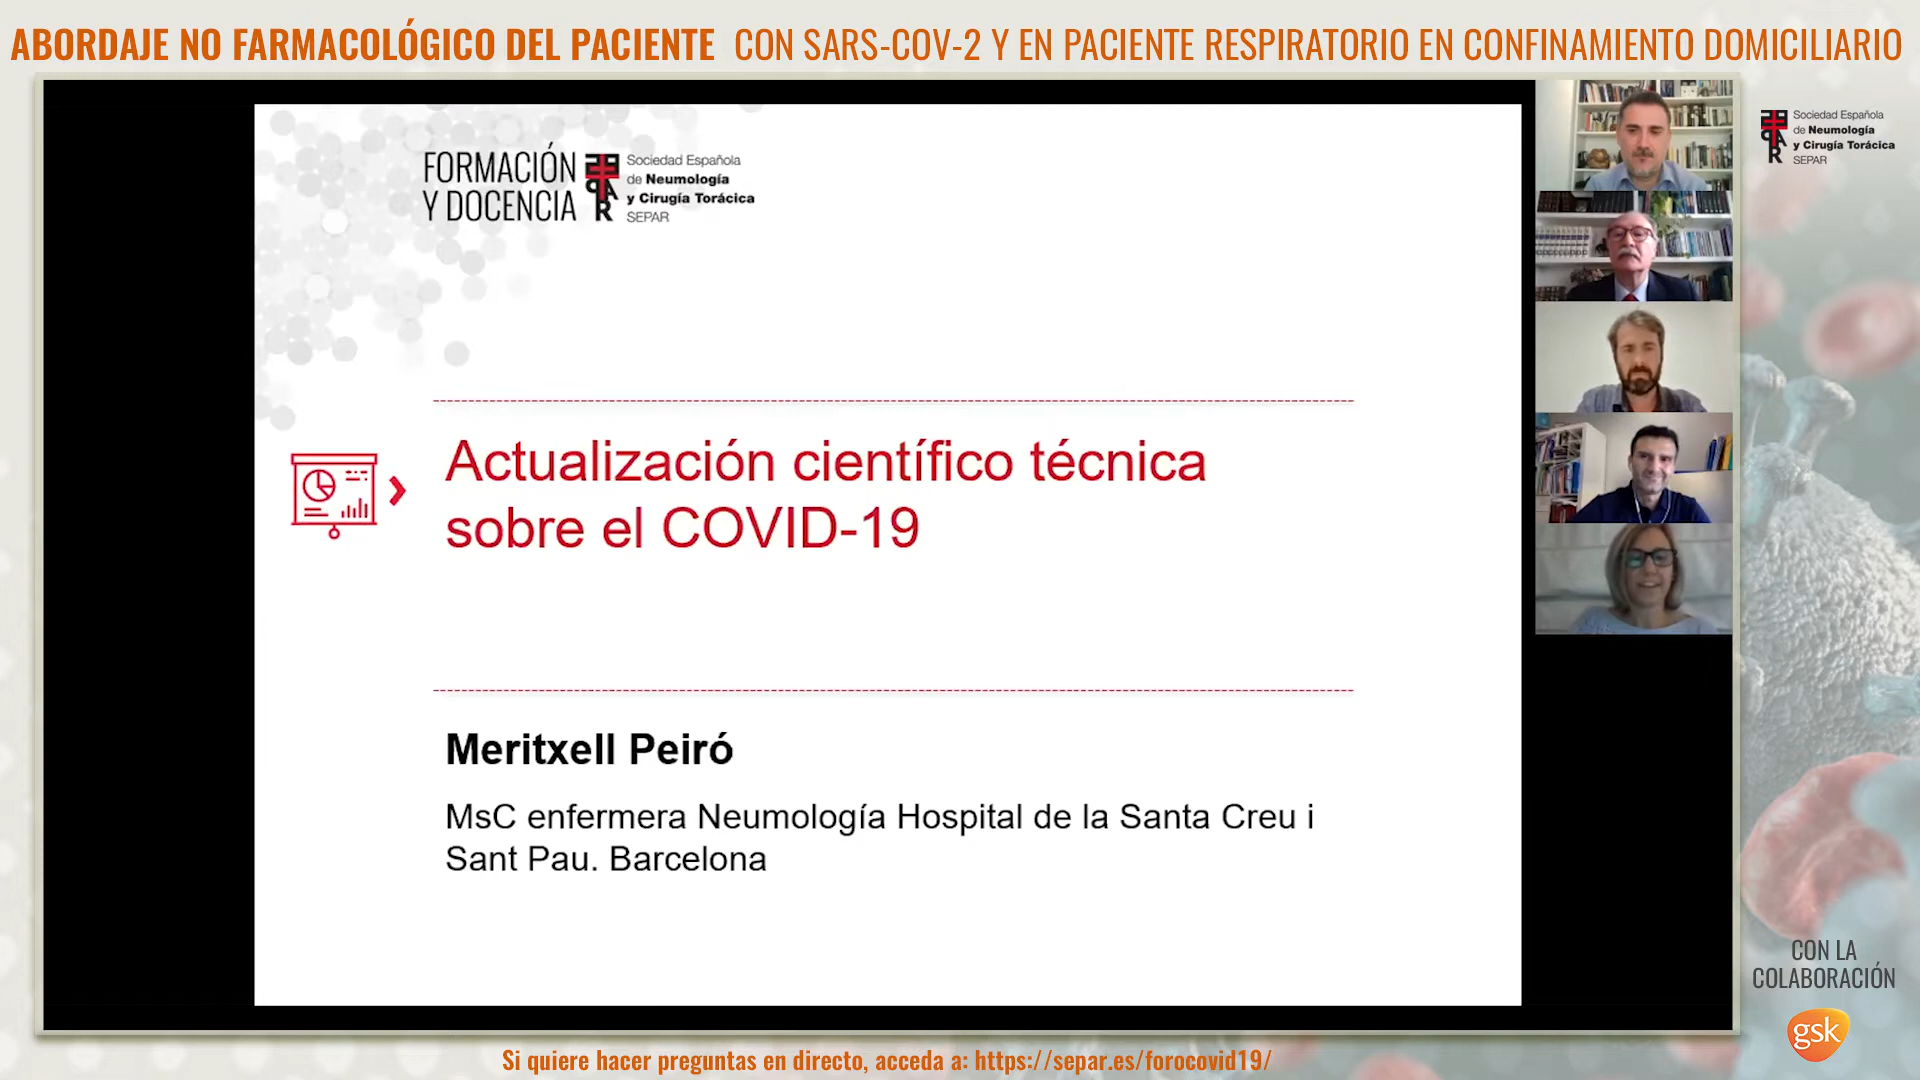 ABORDAJE NO FARMACOLÓGICO DEL PACIENTE CON SARS-COV-2 Y EN PACIENTE RESPIRATORIO EN CONFINAMIENTO DOMICILIARIO
FORMACIÓN
Y DOCENCIA
Sociedad Española
de Neumología
y Cirugía Torácica
SEPAR
Sociedad Española
de Neumología
y Cirugía Torácica
SEPAR
Actualización científico técnica
sobre el COVID-19
Meritxell Peiró
MsC enfermera Neumología Hospital de la Santa Creu i
Sant Pau. Barcelona
CON LA
COLABORACIÓN
gsk
Si quiere hacer preguntas en directo, acceda a: https://separ.es/forocovid19/